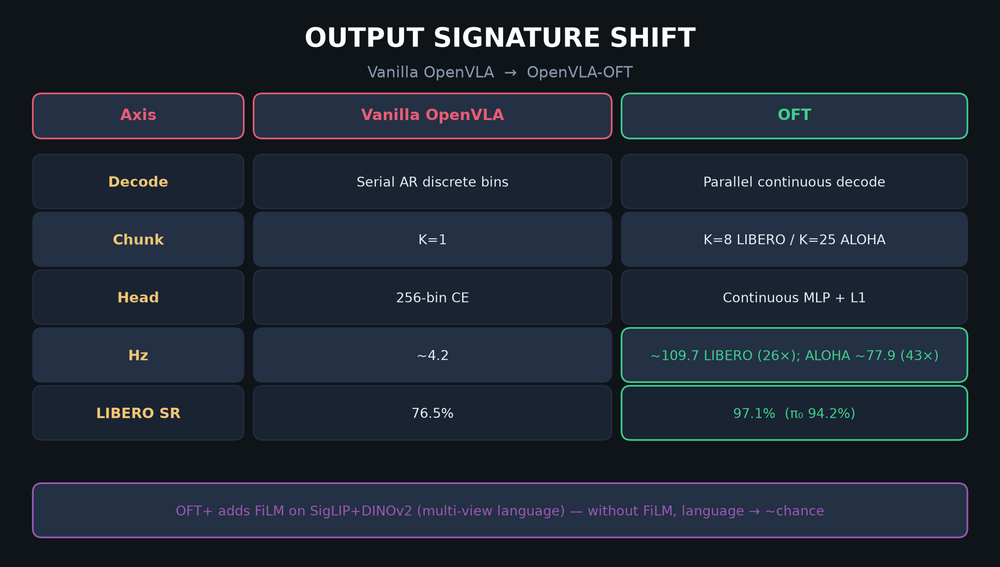 OUTPUT SIGNATURE SHIFT
Vanilla OpenVLA → OpenVLA-OFT
Axis
Vanilla OpenVLA
OFT
Decode
Serial AR discrete bins
Parallel continuous decode
Chunk
K=1
K=8 LIBERO / K=25 ALOHA
Head
256-bin CE
Continuous MLP + L1
Hz
~4.2
~109.7 LIBERO (26×); ALOHA ~77.9 (43×)
LIBERO SR
76.5%
97.1% (π₀ 94.2%)
OFT+ adds FiLM on SigLIP+DINOv2 (multi-view language) — without FiLM, language → ~chance